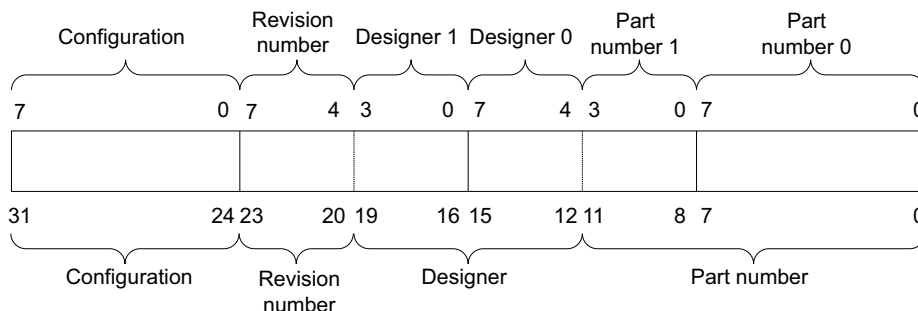 Configuration
Revision
number
Designer 1
Designer 0
Part
number 1
Part
number 0
7 0 7 4 3 0 7 4 3 0 7 0
31 24 23 20 19 16 15 12 11 8 7 0
Configuration
Revision
number
Designer
Part number